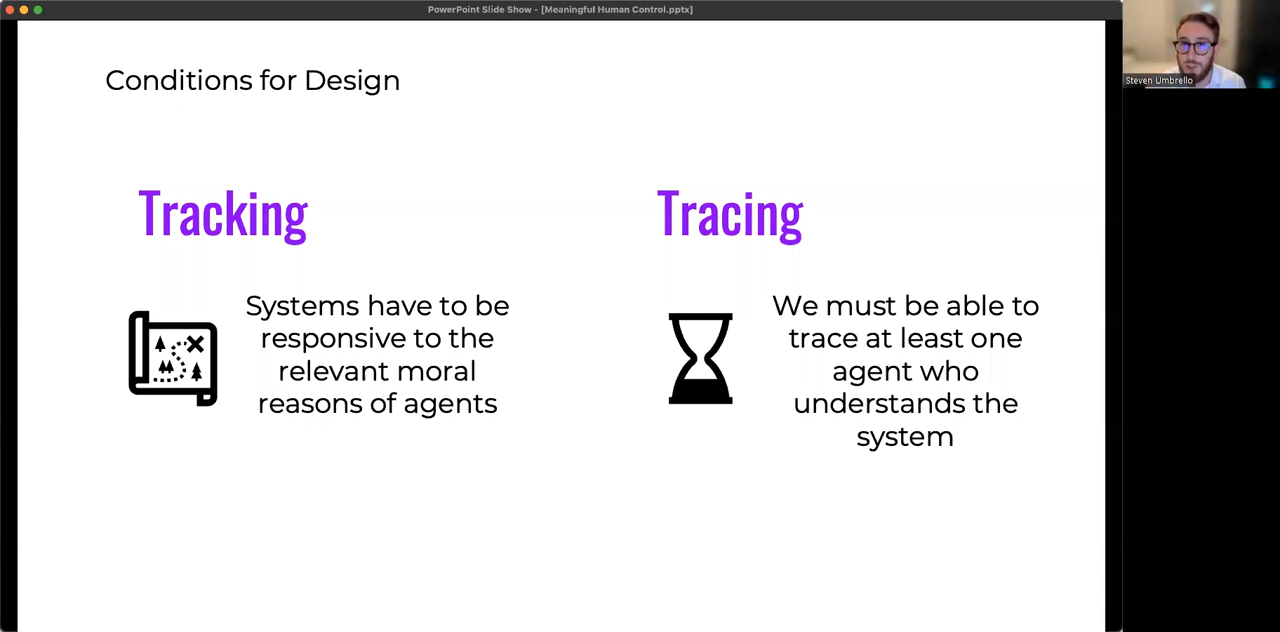 PowerPoint Slide Show - [Meaningful Human Control.pptx]
Steven Umbrello
Conditions for Design
Tracking
Systems have to be
responsive to the
relevant moral
reasons of agents
Tracing
We must be able to
trace at least one
agent who
understands the
system